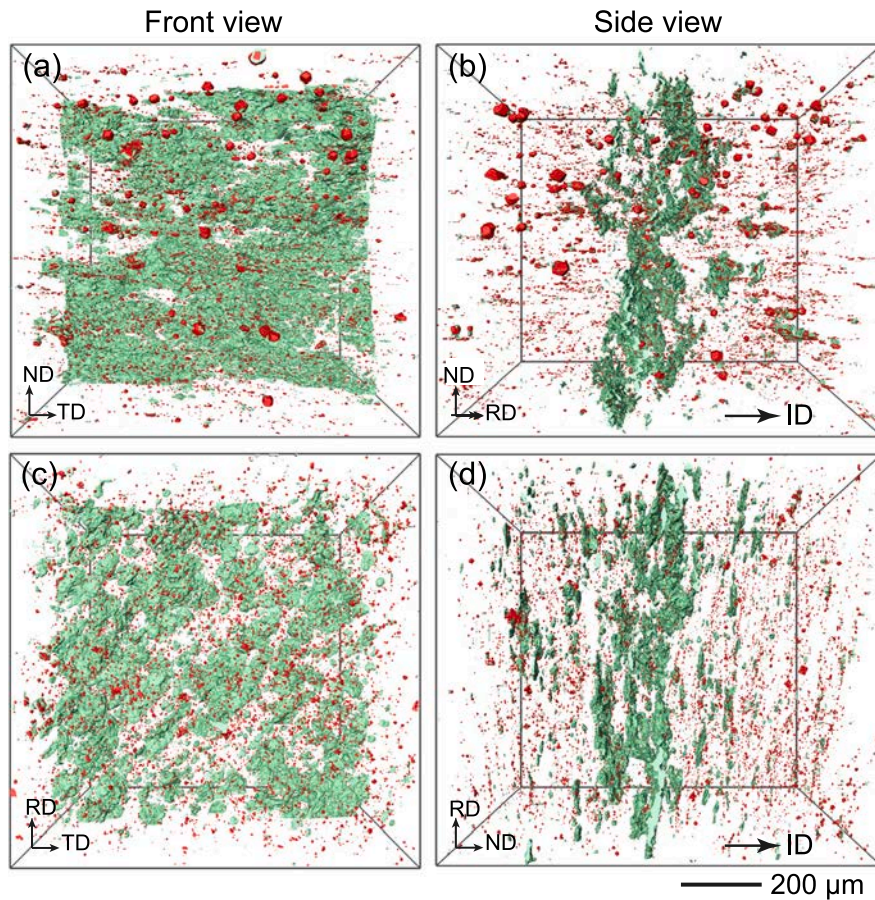 Front view
Side view
(a)
(b)
ND
TD
ND
RD
ID
(c)
(d)
RD
TD
RD
ND
ID
200 µm